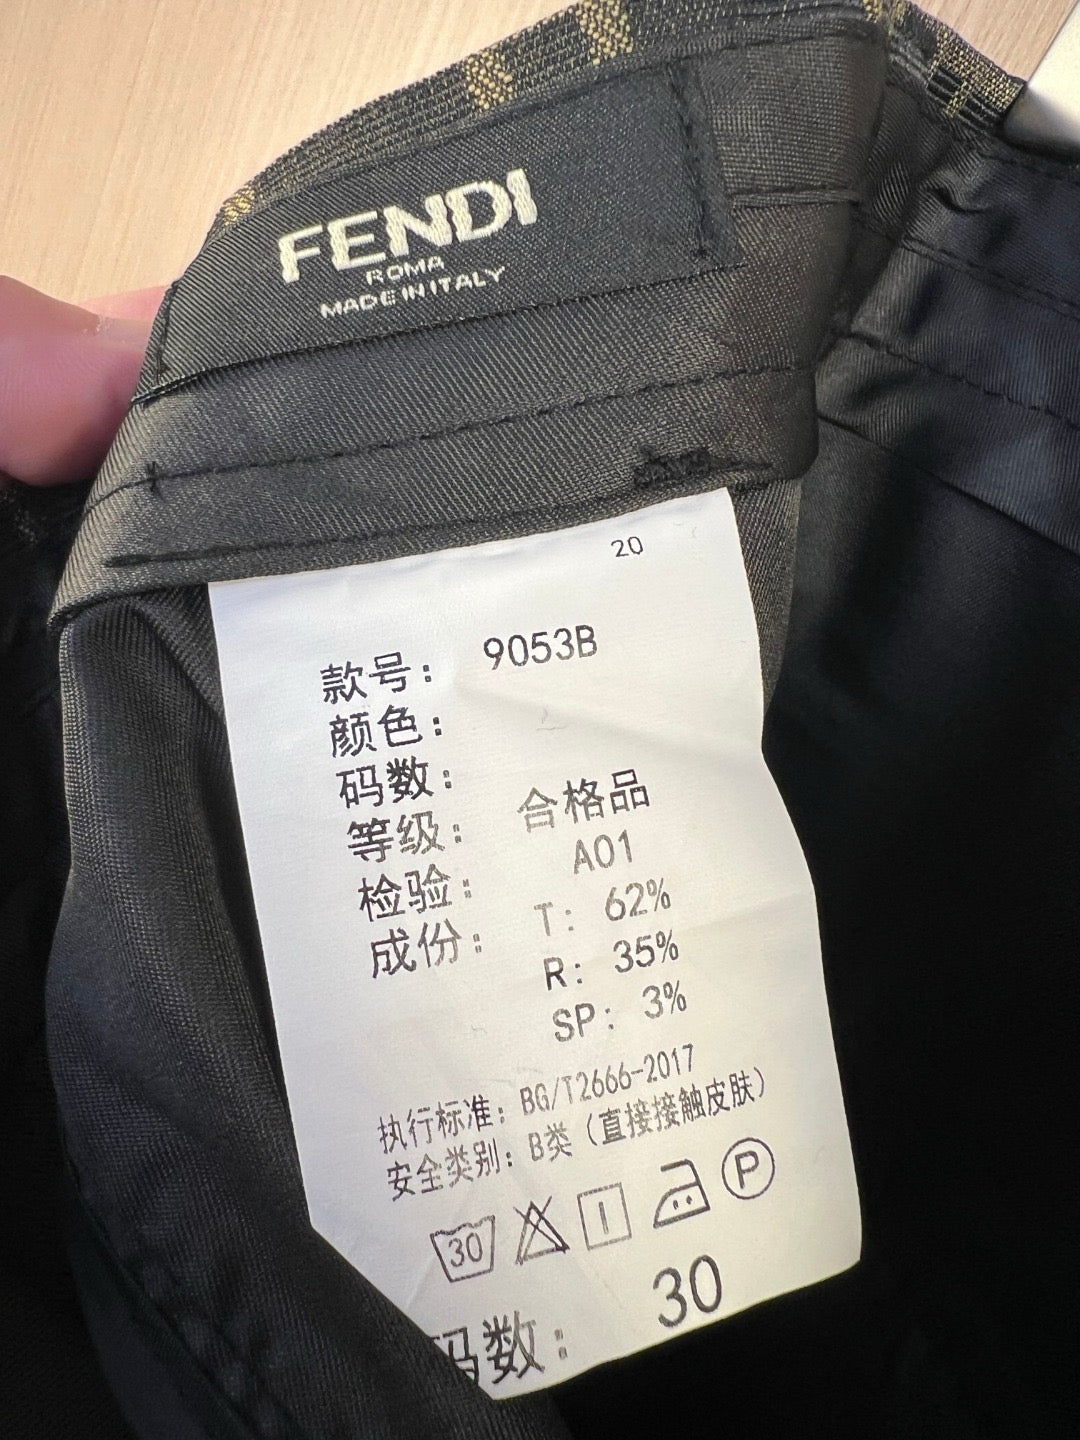 FENDI
ROMA
MADE IN ITALY
20
款号： 9053B
颜色：
码数：
等级： 合格品
检验： A01
成份： T： 62%
R： 35%
SP： 3%
执行标准：BG/T2666-2017
安全类别：B类（直接接触皮肤）
30 P
码数： 30